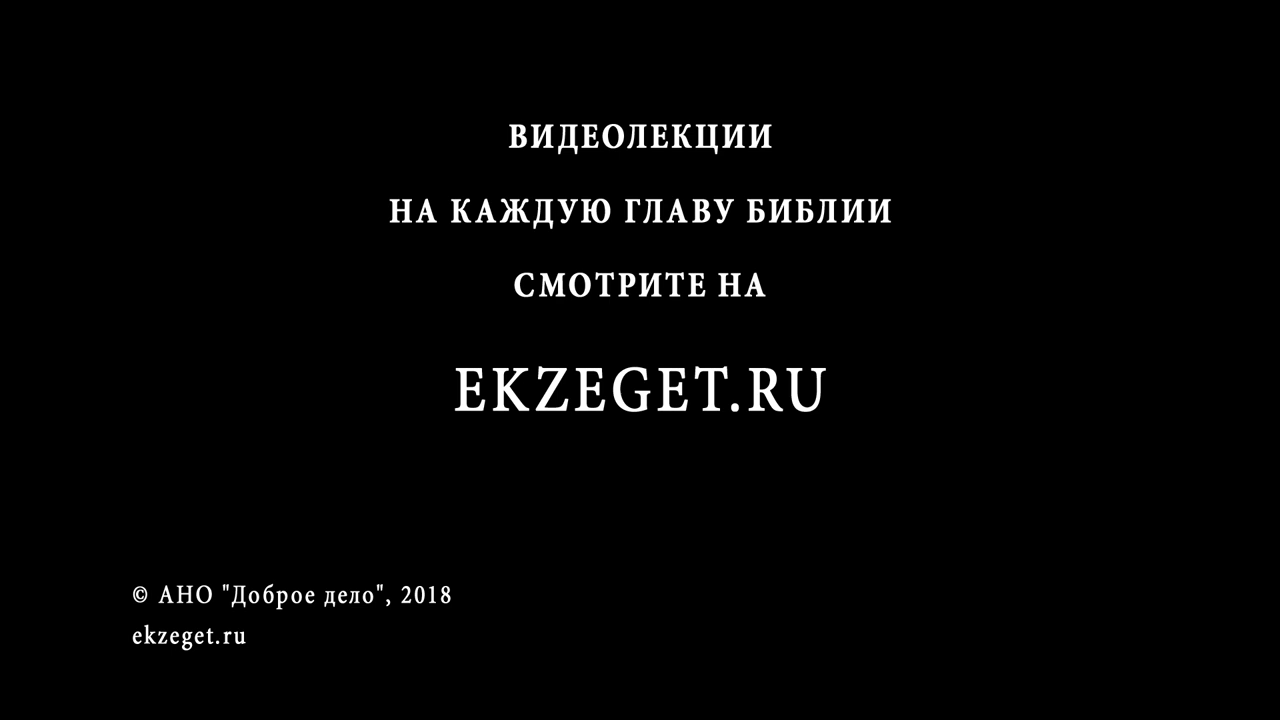 ВИДЕОЛЕКЦИИ
НА КАЖДУЮ ГЛАВУ БИБЛИИ
СМОТРИТЕ НА
EKZEGET.RU
© АНО "Доброе дело", 2018
ekzeget.ru